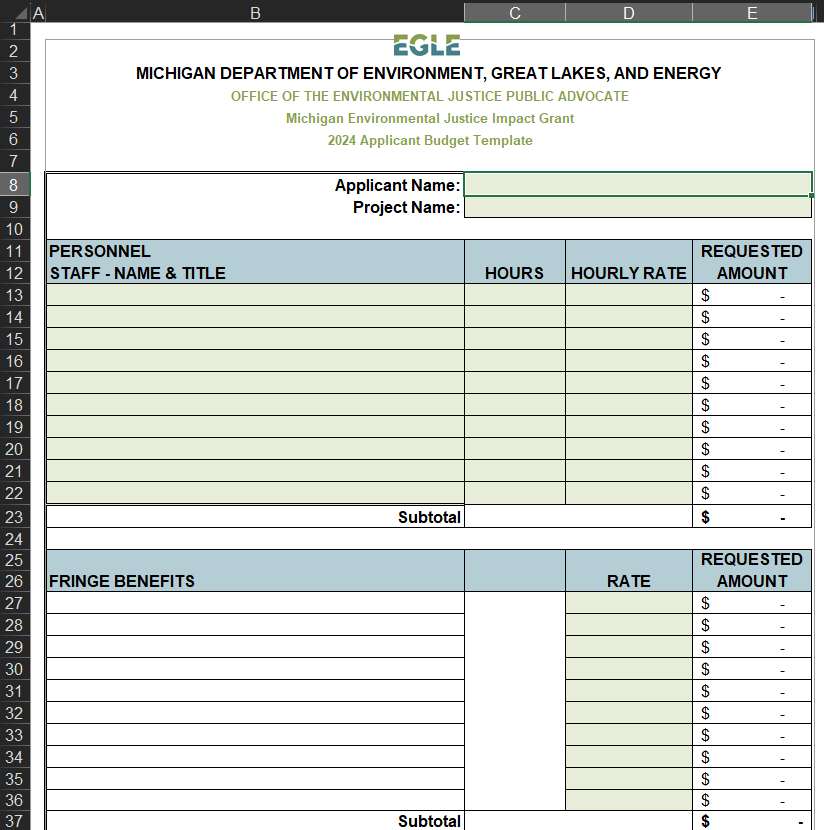 A B C D E
1
2 EGLE
3 MICHIGAN DEPARTMENT OF ENVIRONMENT, GREAT LAKES, AND ENERGY
4 OFFICE OF THE ENVIRONMENTAL JUSTICE PUBLIC ADVOCATE
5 Michigan Environmental Justice Impact Grant
6 2024 Applicant Budget Template
7
8 Applicant Name:
9 Project Name:
10
11 PERSONNEL REQUESTED
12 STAFF - NAME & TITLE HOURS HOURLY RATE AMOUNT
13 $ -
14 $ -
15 $ -
16 $ -
17 $ -
18 $ -
19 $ -
20 $ -
21 $ -
22 $ -
23 Subtotal $ -
24
25 REQUESTED
26 FRINGE BENEFITS RATE AMOUNT
27 $ -
28 $ -
29 $ -
30 $ -
31 $ -
32 $ -
33 $ -
34 $ -
35 $ -
36 $ -
37 Subtotal $ -